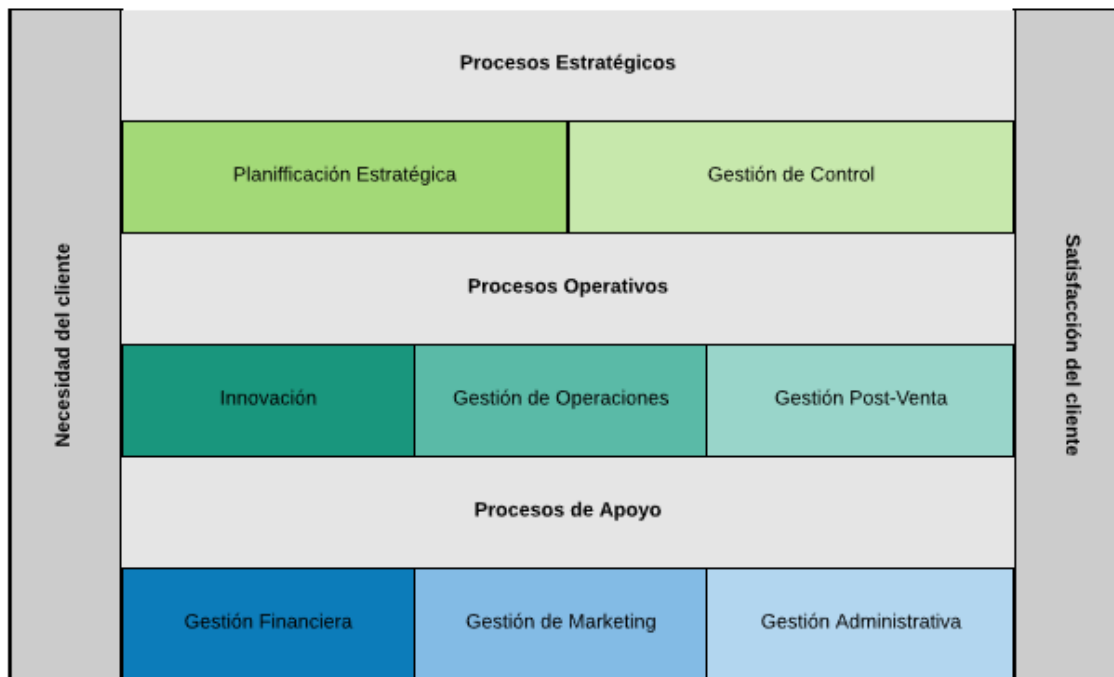 Procesos Estratégicos
Planifficación Estratégica
Gestión de Control
Necesidad del cliente
Satisfacción del cliente
Procesos Operativos
Innovación
Gestión de Operaciones
Gestión Post-Venta
Procesos de Apoyo
Gestión Financiera
Gestión de Marketing
Gestión Administrativa